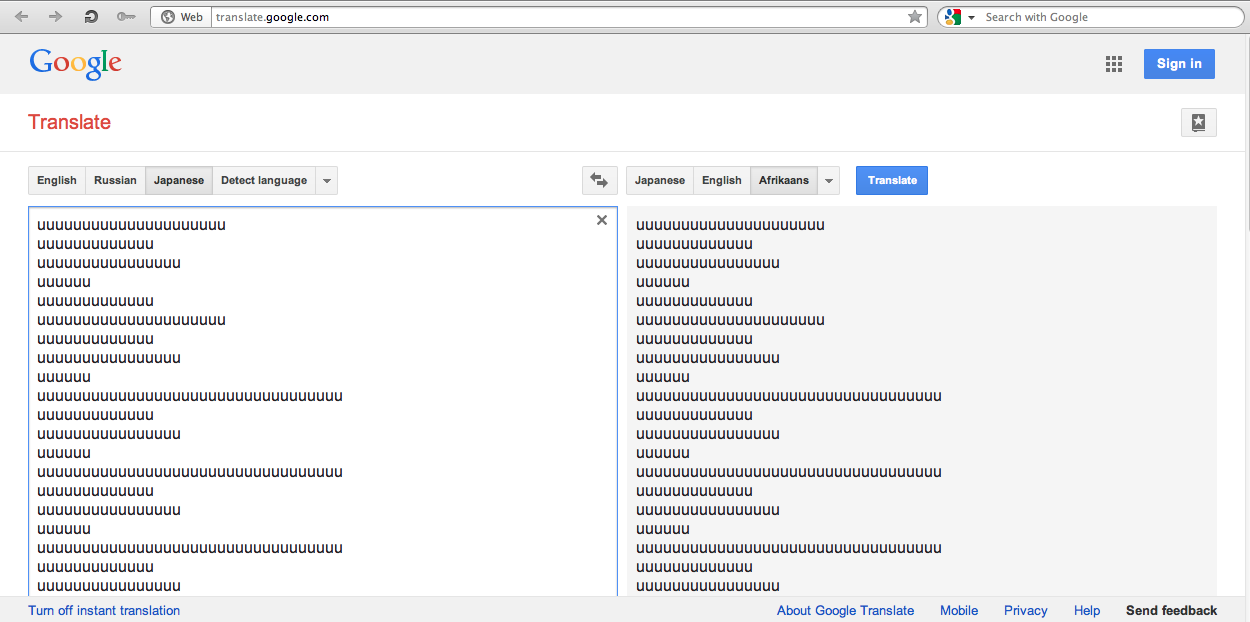 Web translate.google.com Search with Google
Google Sign in
Translate
English Russian Japanese Detect language Japanese English Afrikaans Translate
uuuuuuuuuuuuuuuuuuuuu
uuuuuuuuuuuuu
uuuuuuuuuuuuuuuu
uuuuuu
uuuuuuuuuuuuu
uuuuuuuuuuuuuuuuuuuuu
uuuuuuuuuuuuu
uuuuuuuuuuuuuuuu
uuuuuu
uuuuuuuuuuuuuuuuuuuuuuuuuuuuuuuuuu
uuuuuuuuuuuuu
uuuuuuuuuuuuuuuu
uuuuuu
uuuuuuuuuuuuuuuuuuuuuuuuuuuuuuuuuu
uuuuuuuuuuuuu
uuuuuuuuuuuuuuuu
uuuuuu
uuuuuuuuuuuuuuuuuuuuuuuuuuuuuuuuuu
uuuuuuuuuuuuu
uuuuuuuuuuuuuuuu
uuuuuuuuuuuuuuuuuuuuu
uuuuuuuuuuuuu
uuuuuuuuuuuuuuuu
uuuuuu
uuuuuuuuuuuuu
uuuuuuuuuuuuuuuuuuuuu
uuuuuuuuuuuuu
uuuuuuuuuuuuuuuu
uuuuuu
uuuuuuuuuuuuuuuuuuuuuuuuuuuuuuuuuu
uuuuuuuuuuuuu
uuuuuuuuuuuuuuuu
uuuuuu
uuuuuuuuuuuuuuuuuuuuuuuuuuuuuuuuuu
uuuuuuuuuuuuu
uuuuuuuuuuuuuuuu
uuuuuu
uuuuuuuuuuuuuuuuuuuuuuuuuuuuuuuuuu
uuuuuuuuuuuuu
uuuuuuuuuuuuuuuu
Turn off instant translation About Google Translate Mobile Privacy Help Send feedback